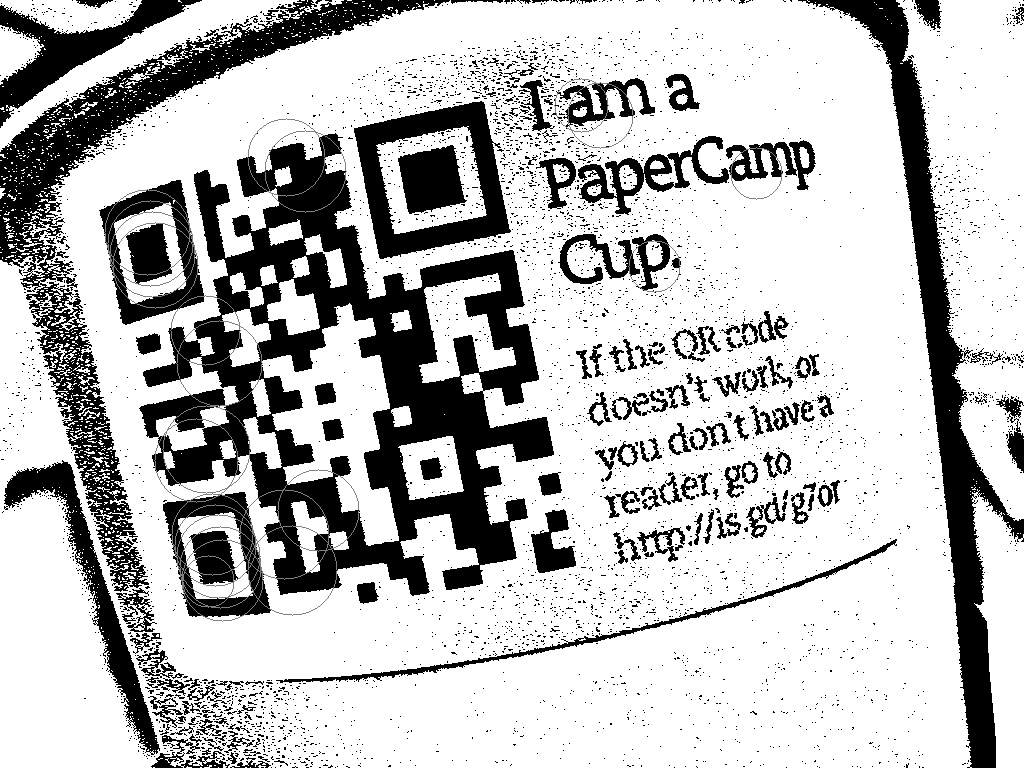 I am a
PaperCamp
Cup.
If the QR code
doesn't work, or
you don't have a
reader, go to
http://is.gd/g7or